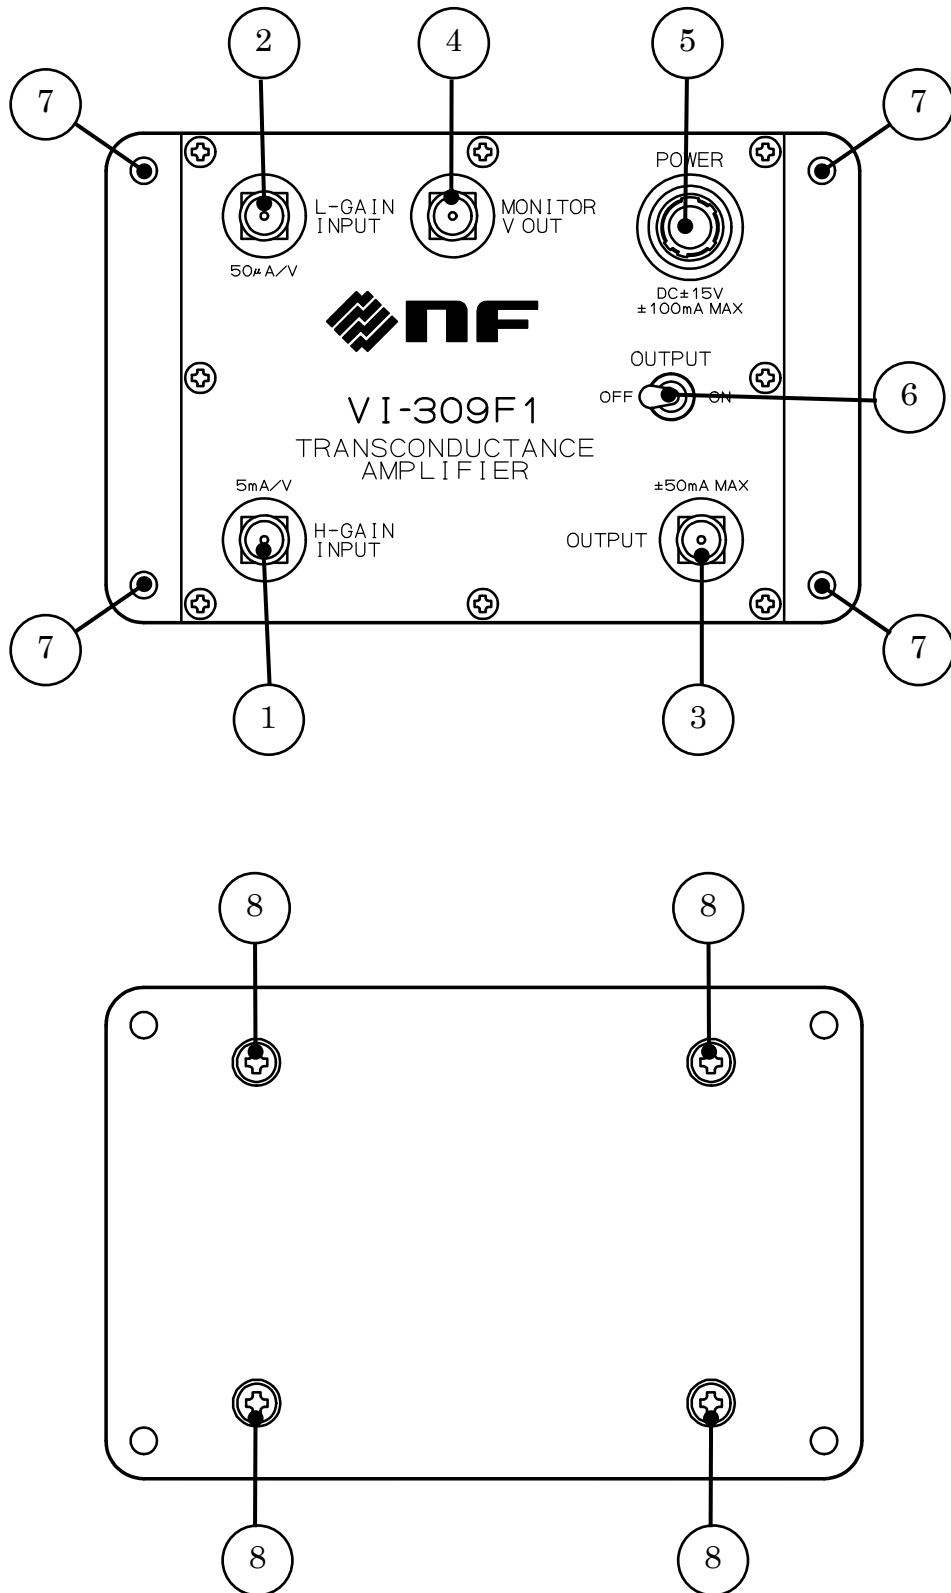 2
4
5
7
7
POWER
L-GAIN
INPUT
MONITOR
V OUT
50μA/V
DC±15V
±100mA MAX
nF
OUTPUT
OFF
ON
6
VI-309F1
TRANSCONDUCTANCE
AMPLIFIER
5mA/V
±50mA MAX
H-GAIN
INPUT
OUTPUT
7
7
1
3
8
8
8
8